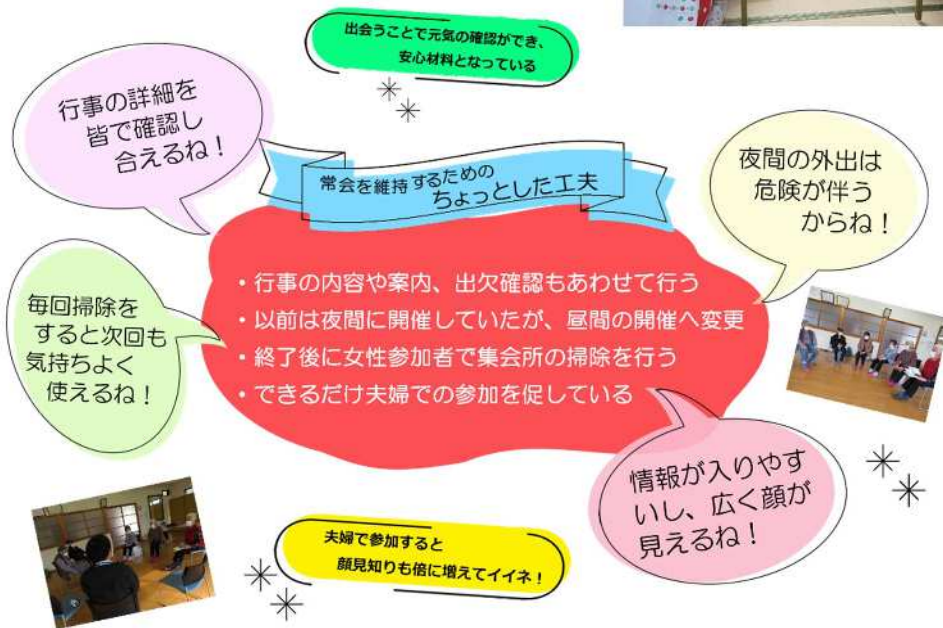 出会うことで元気の確認ができ、
安心材料となっている
行事の詳細を
皆で確認し
合えるね！
常会を維持するための
ちょっとした工夫
夜間の外出は
危険が伴う
からね！
・行事の内容や案内、出欠確認もあわせて行う
・以前は夜間に開催していたが、昼間の開催へ変更
・終了後に女性参加者で集会所の掃除を行う
・できるだけ夫婦での参加を促している
毎回掃除を
すると次回も
気持ちよく
使えるね！
情報が入りやす
いし、広く顔が
見えるね！
夫婦で参加すると
顔見知りも倍に増えてイイネ！